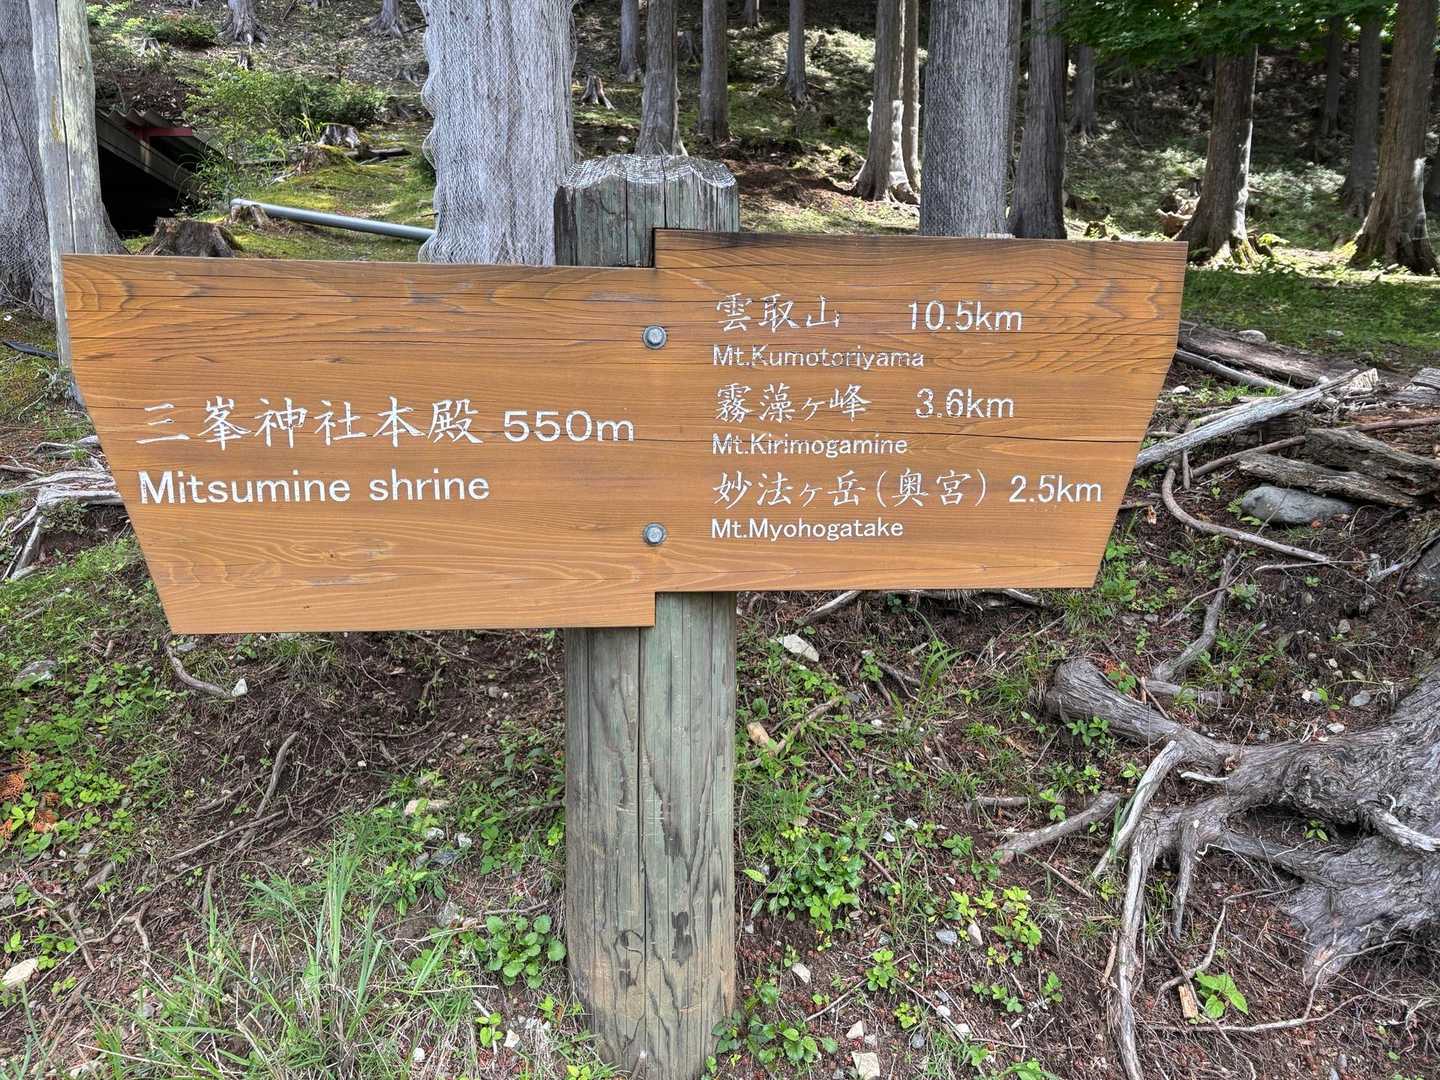 三峯神社本殿 550m
Mitsumine shrine
雲取山 10.5km
Mt.Kumotoriyama
霧藻ヶ峰 3.6km
Mt.Kirimogamine
妙法ヶ岳(奥宮) 2.5km
Mt.Myohogatake